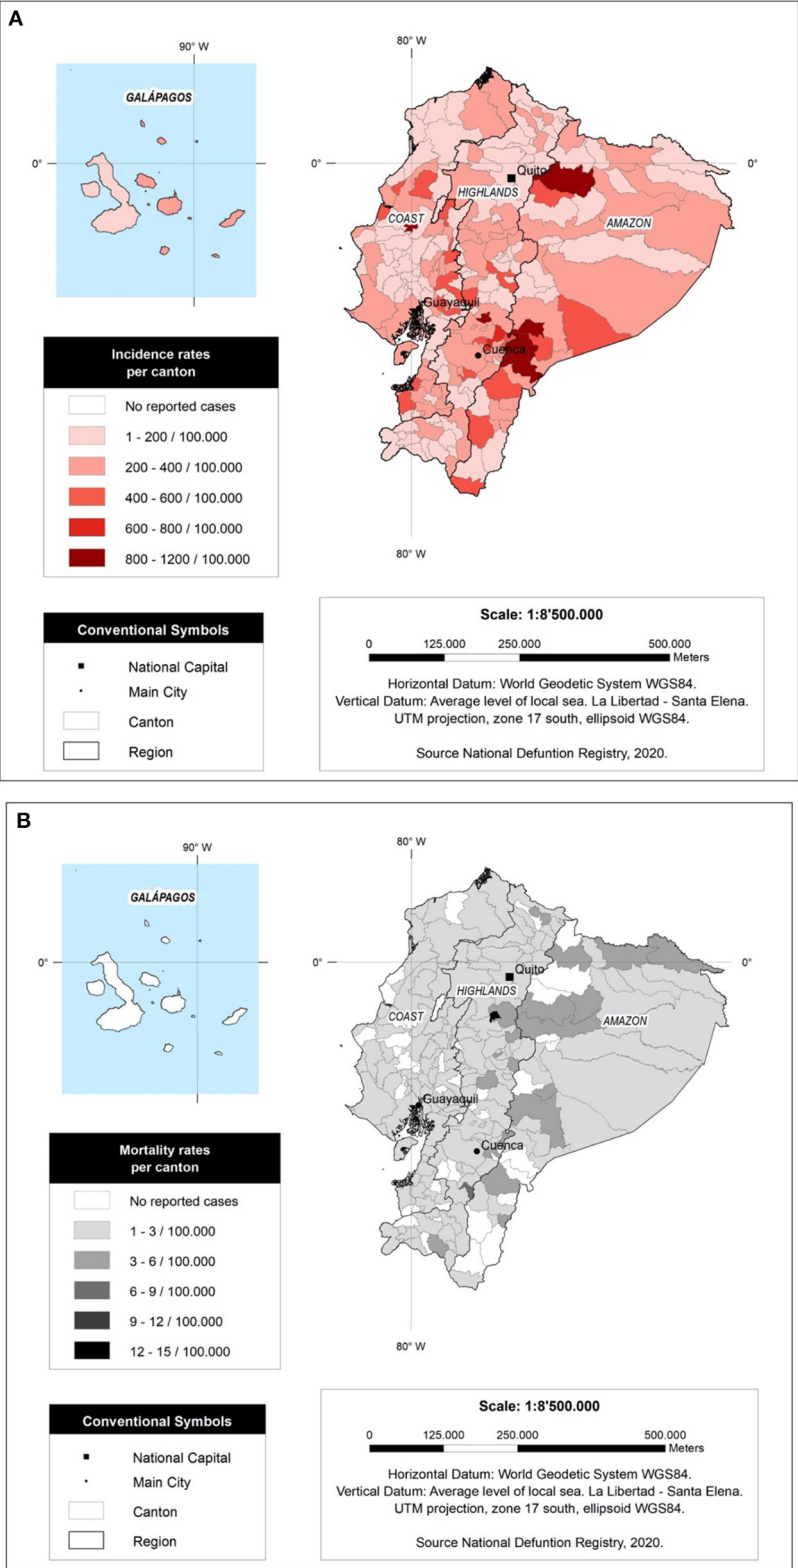 A
90° W
80° W
GALÁPAGOS
0°
0°
0°
Quito
HIGHLANDS
COAST
AMAZON
Guayaquil
Cuenca
Incidence rates
per canton
No reported cases
1 - 200 / 100.000
200 - 400 / 100.000
400 - 600 / 100.000
600 - 800 / 100.000
800 - 1200 / 100.000
80° W
Conventional Symbols
National Capital
Main City
Canton
Region
Scale: 1:8'500.000
0 125.000 250.000 500.000
Meters
Horizontal Datum: World Geodetic System WGS84.
Vertical Datum: Average level of local sea. La Libertad - Santa Elena.
UTM projection, zone 17 south, ellipsoid WGS84.
Source National Defuntion Registry, 2020.
B
90° W
80° W
GALÁPAGOS
0°
0°
0°
Quito
HIGHLANDS
COAST
AMAZON
Guayaquil
Cuenca
Mortality rates
per canton
No reported cases
1 - 3 / 100.000
3 - 6 / 100.000
6 - 9 / 100.000
9 - 12 / 100.000
12 - 15 / 100.000
80° W
Conventional Symbols
National Capital
Main City
Canton
Region
Scale: 1:8'500.000
0 125.000 250.000 500.000
Meters
Horizontal Datum: World Geodetic System WGS84.
Vertical Datum: Average level of local sea. La Libertad - Santa Elena.
UTM projection, zone 17 south, ellipsoid WGS84.
Source National Defuntion Registry, 2020.